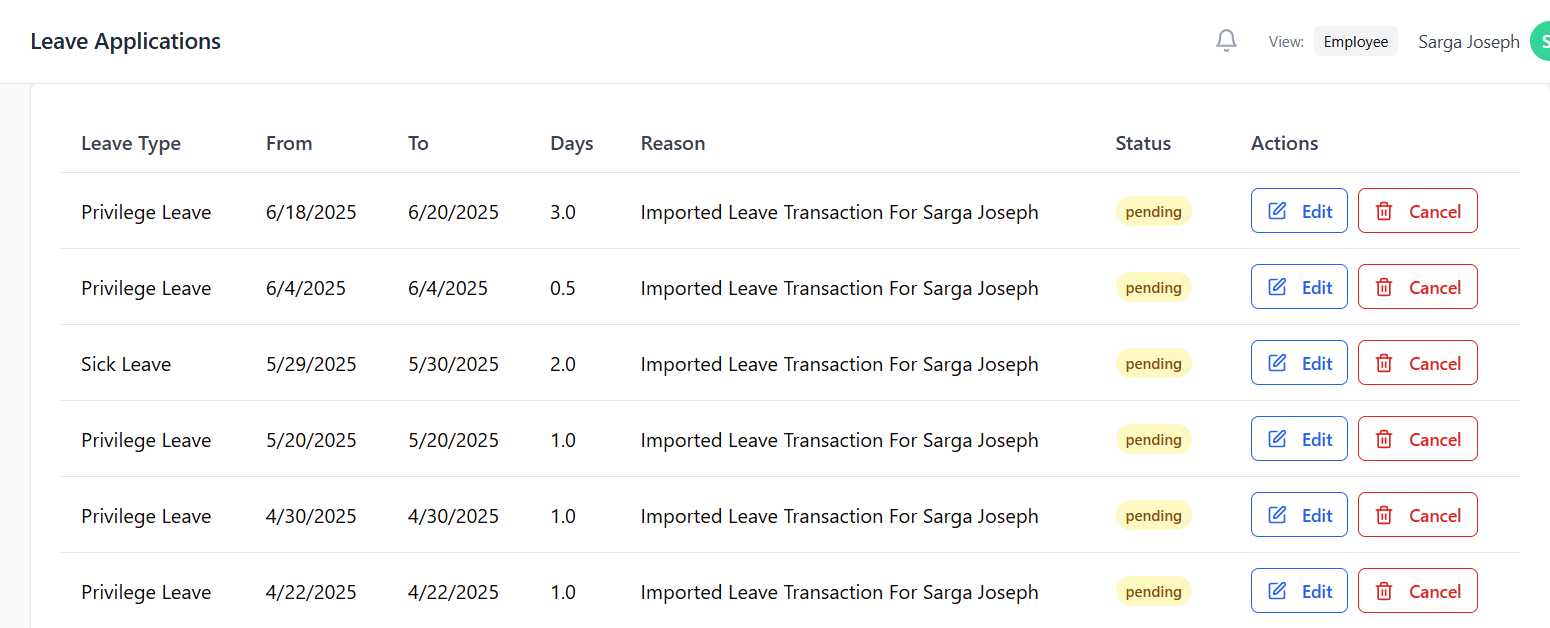 Leave Applications
View: Employee Sarga Joseph S
Leave Type From To Days Reason Status Actions
Privilege Leave 6/18/2025 6/20/2025 3.0 Imported Leave Transaction For Sarga Joseph pending Edit Cancel
Privilege Leave 6/4/2025 6/4/2025 0.5 Imported Leave Transaction For Sarga Joseph pending Edit Cancel
Sick Leave 5/29/2025 5/30/2025 2.0 Imported Leave Transaction For Sarga Joseph pending Edit Cancel
Privilege Leave 5/20/2025 5/20/2025 1.0 Imported Leave Transaction For Sarga Joseph pending Edit Cancel
Privilege Leave 4/30/2025 4/30/2025 1.0 Imported Leave Transaction For Sarga Joseph pending Edit Cancel
Privilege Leave 4/22/2025 4/22/2025 1.0 Imported Leave Transaction For Sarga Joseph pending Edit Cancel